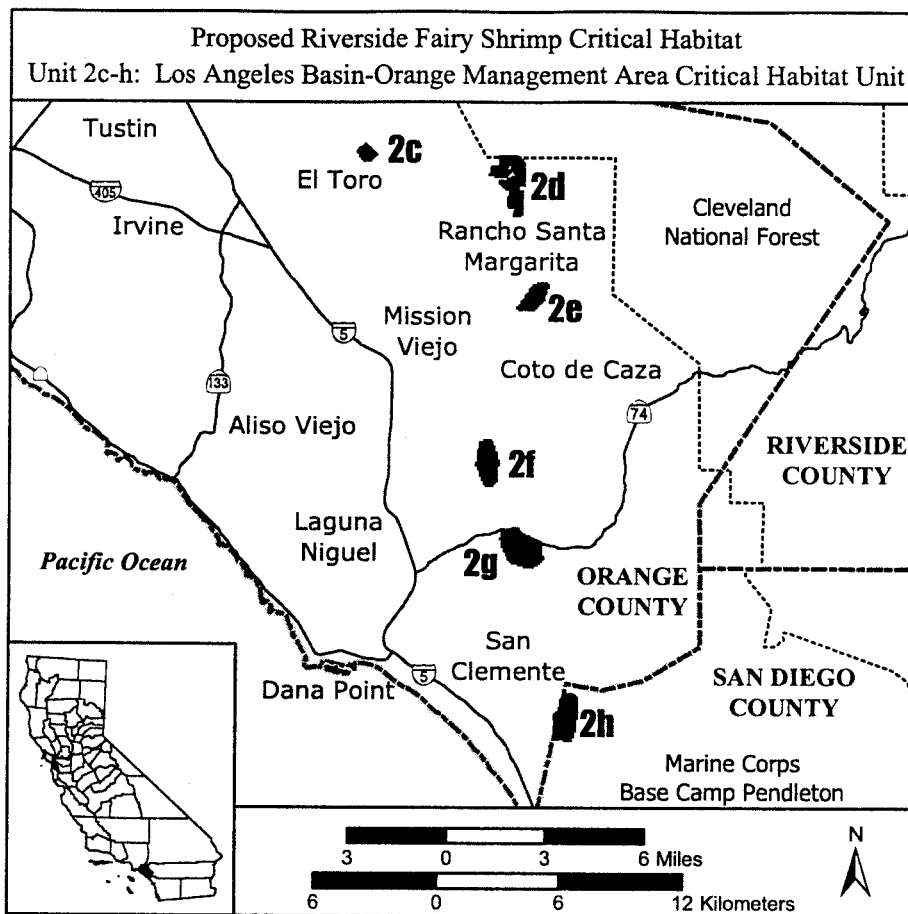 Proposed Riverside Fairy Shrimp Critical Habitat
Unit 2c-h: Los Angeles Basin-Orange Management Area Critical Habitat Unit
Tustin
2c
El Toro
2d
405
Irvine
Cleveland
National Forest
Rancho Santa
Margarita
2e
Mission
Viejo
5
Coto de Caza
133
74
Aliso Viejo
RIVERSIDE
COUNTY
2f
Laguna
Niguel
Pacific Ocean
2g
ORANGE
COUNTY
San
Clemente
SAN DIEGO
COUNTY
Dana Point
5
2h
Marine Corps
Base Camp Pendleton
N
3 0 3 6 Miles
6 0 6 12 Kilometers